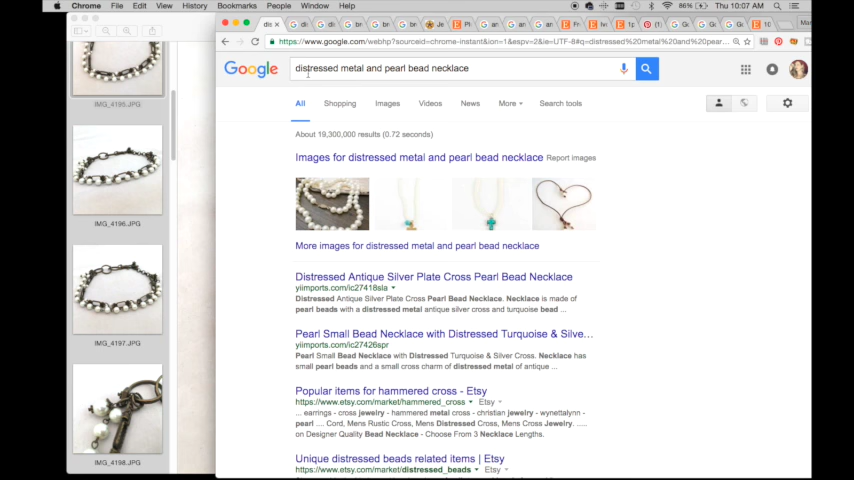 Chrome File Edit View History Bookmarks People Window Help
86% Thu 10:07 AM
https://www.google.com/webhp?sourceid=chrome-instant&ion=1&espv=2&ie=UTF-8#q=distressed%20metal%20and%20pear...
Google distressed metal and pearl bead necklace
All Shopping Images Videos News More Search tools
About 19,300,000 results (0.72 seconds)
Images for distressed metal and pearl bead necklace Report images
More images for distressed metal and pearl bead necklace
Distressed Antique Silver Plate Cross Pearl Bead Necklace
yiimports.com/ic27418sla
Distressed Antique Silver Plate Cross Pearl Bead Necklace. Necklace is made of
pearl beads with a distressed metal antique silver cross and turquoise bead ...
Pearl Small Bead Necklace with Distressed Turquoise & Silve...
yiimports.com/ic27426spr
Pearl Small Bead Necklace with Distressed Turquoise & Silver Cross. Necklace has
small pearl beads and a small cross charm of distressed metal of antique ...
Popular items for hammered cross - Etsy
https://www.etsy.com/market/hammered_cross Etsy
... earrings - cross jewelry - hammered metal cross - christian jewelry - wynettalynn -
pearl .... Cord, Mens Rustic Cross, Mens Distressed Cross, Mens Cross Jewelry. .....
on Designer Quality Bead Necklace - Choose From 3 Necklace Lengths.
Unique distressed beads related items | Etsy
https://www.etsy.com/market/distressed_beads Etsy
IMG_4195.JPG
IMG_4196.JPG
IMG_4197.JPG
IMG_4198.JPG